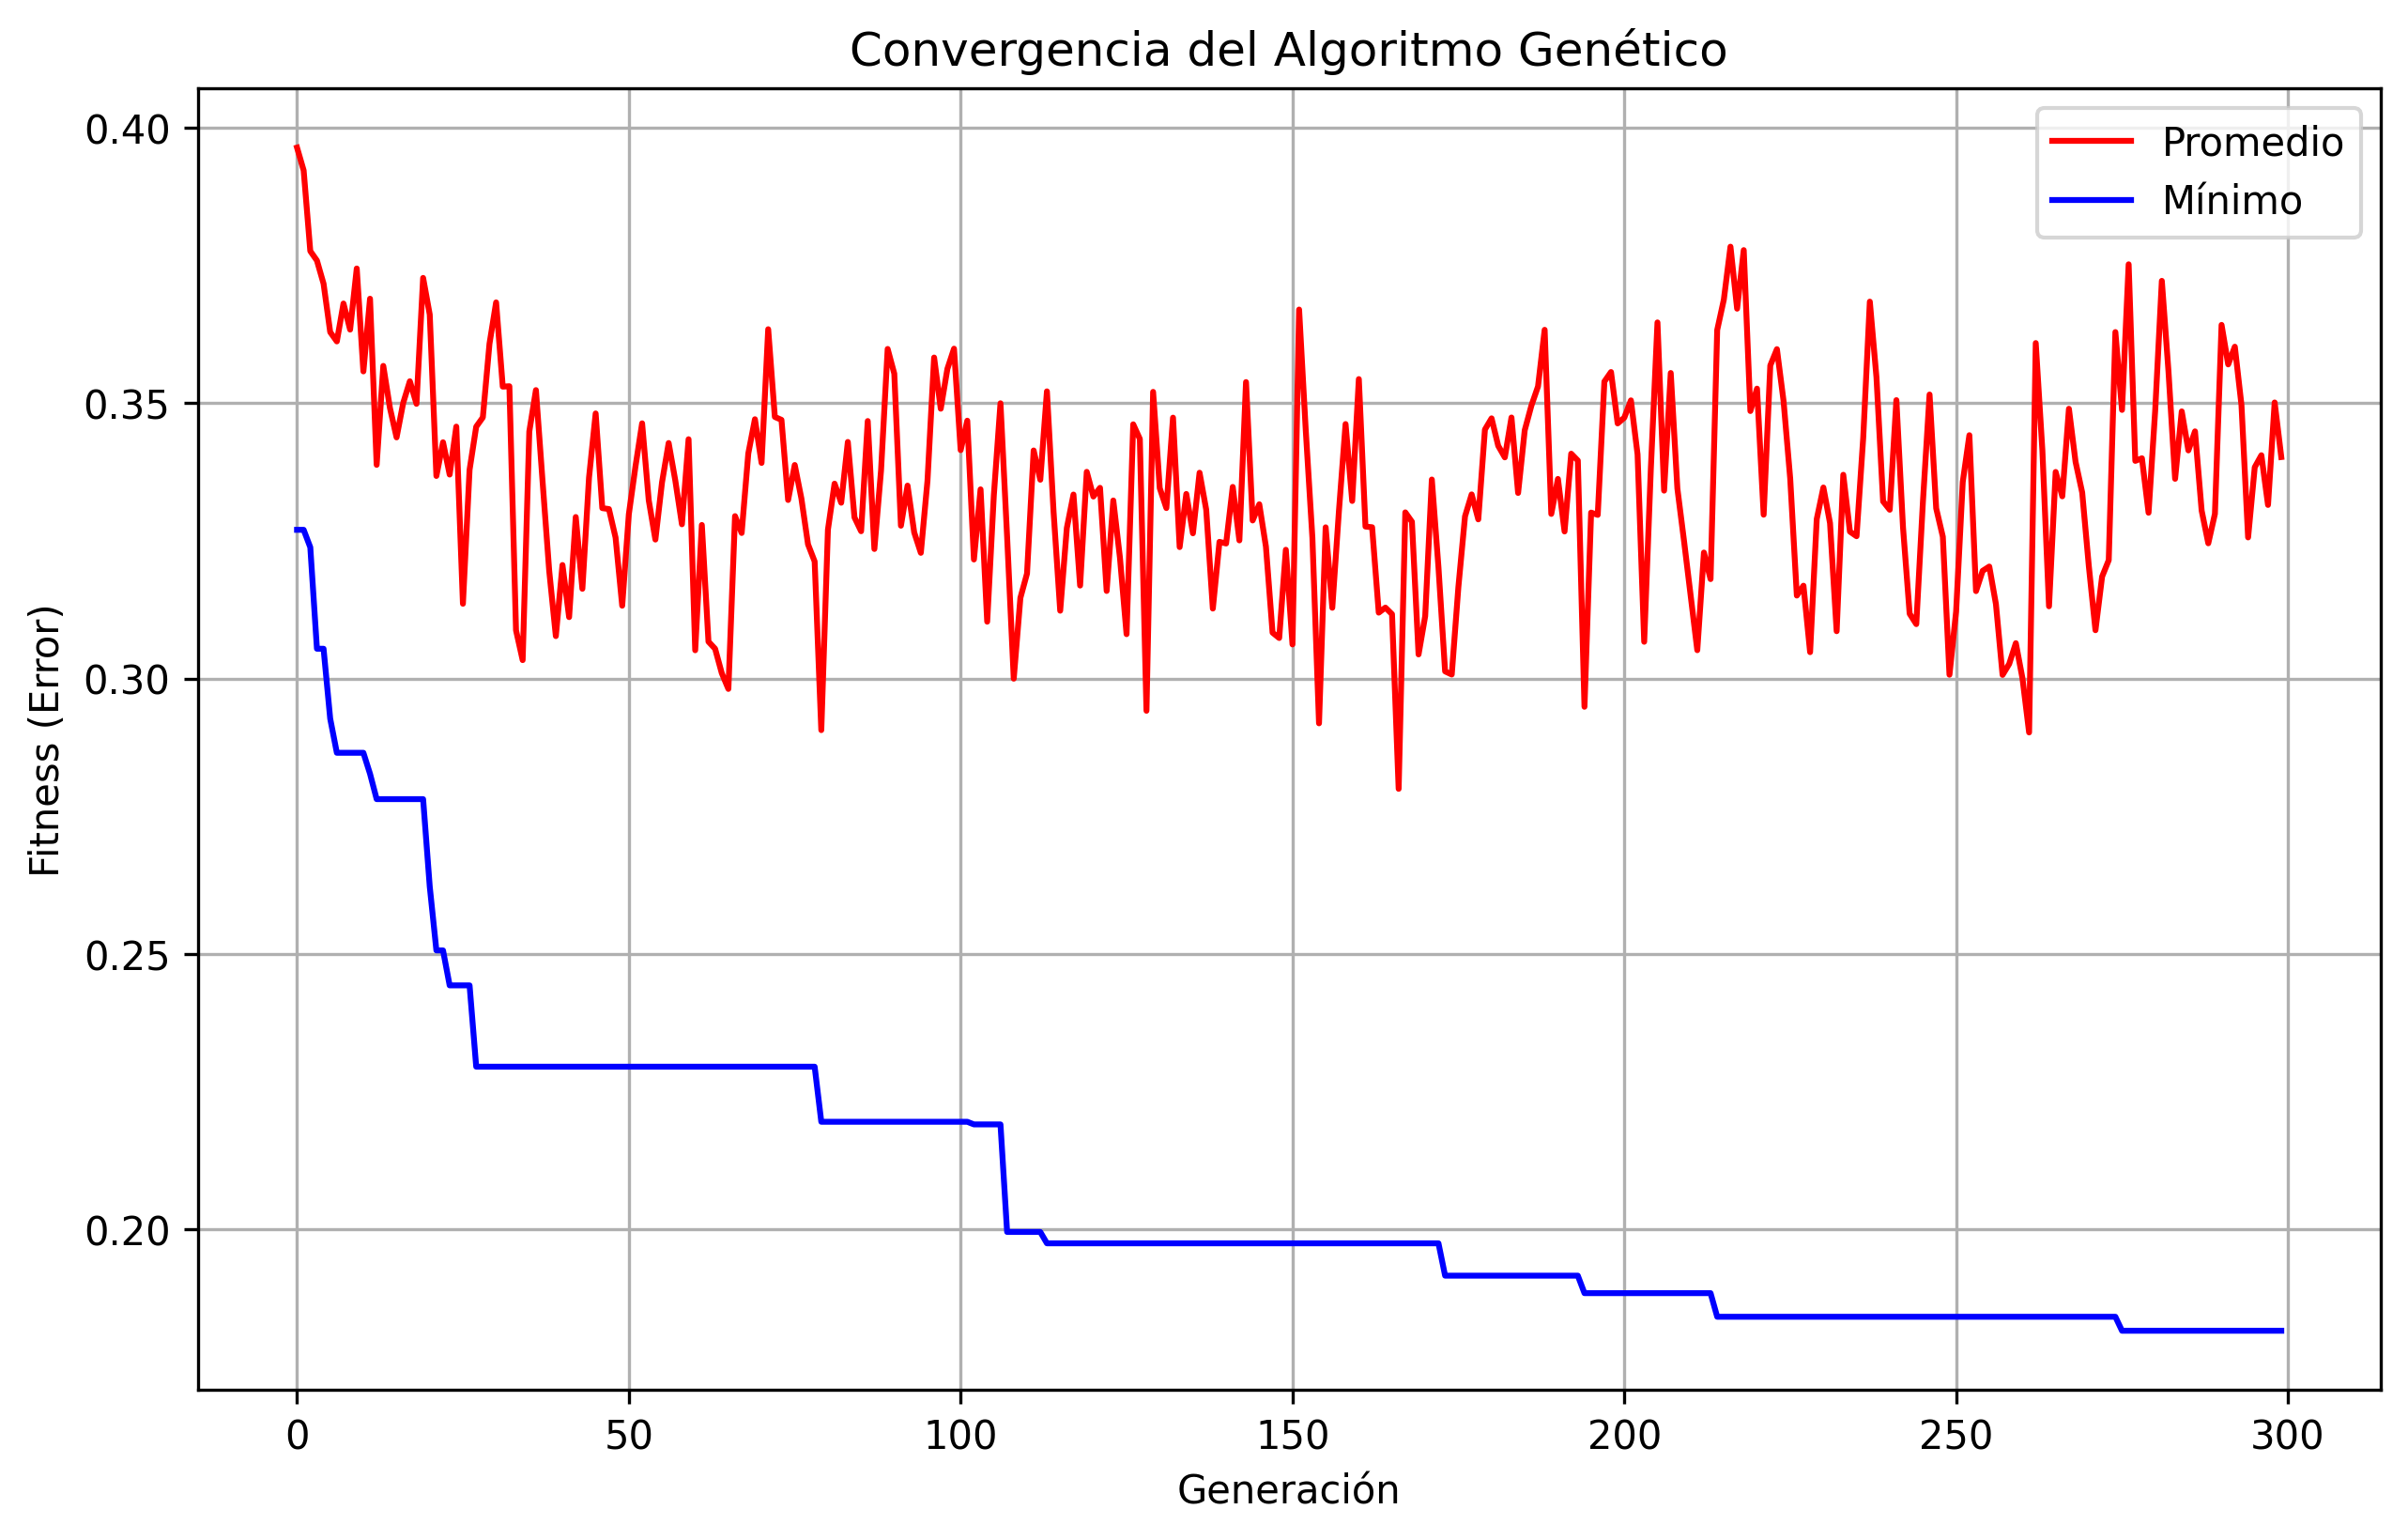 Convergencia del Algoritmo Genético
Promedio
Mínimo
0.40
0.35
0.30
0.25
0.20
Fitness (Error)
0 50 100 150 200 250 300
Generación